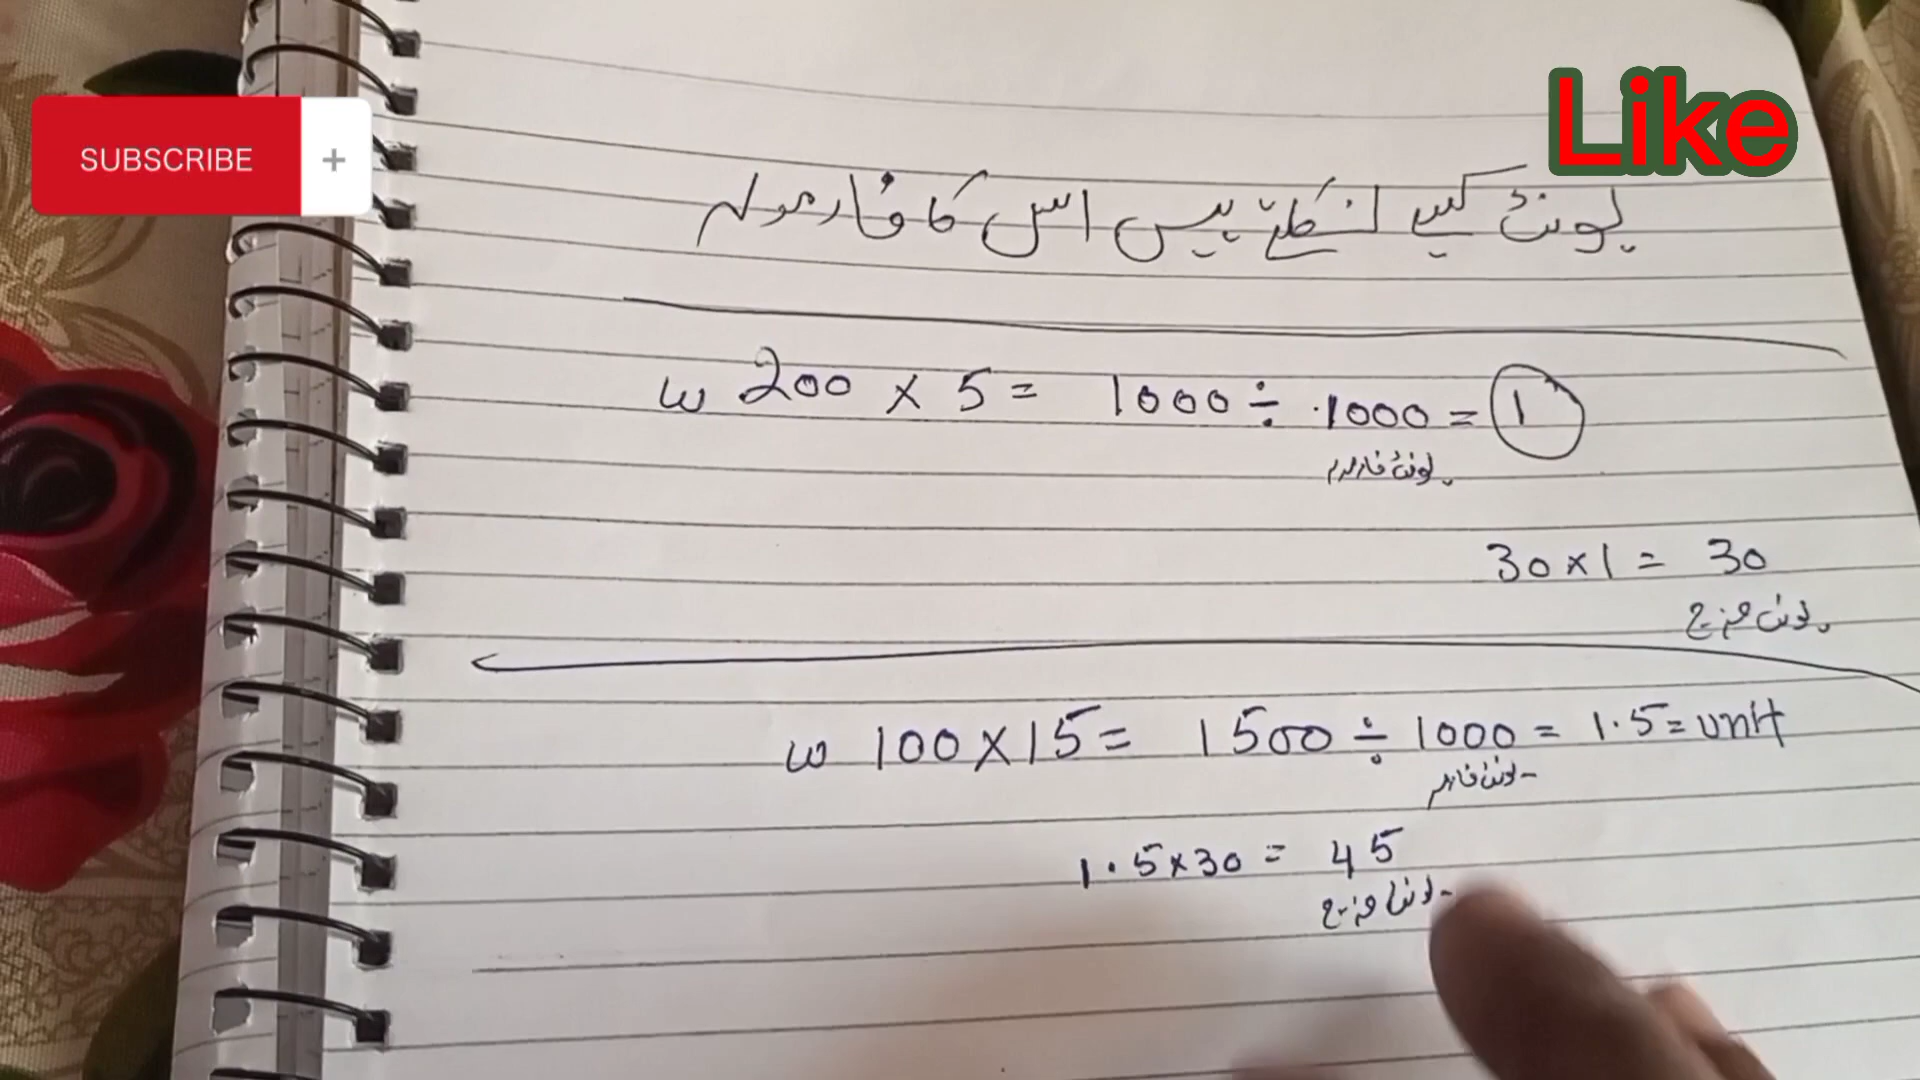 SUBSCRIBE +
Like
یونٹ کیسے نکلتے ہیں اس کا فارمولہ
W 200 × 5 = 1000 ÷ 1000 = 1
یونٹ فارمولہ
30 × 1 = 30
یونٹ خرچ
W 100 × 15 = 1500 ÷ 1000 = 1.5 = unit
یونٹ
1.5 × 30 = 45
یونٹ خرچ